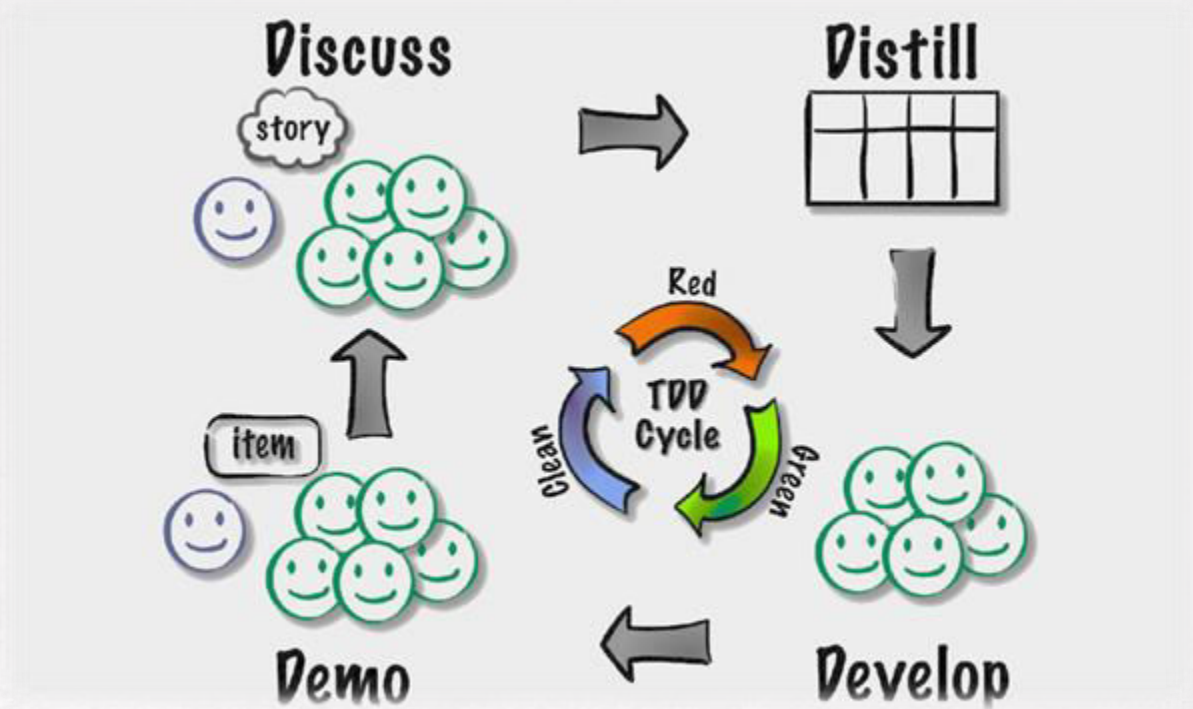 Discuss
Distill
story
Red
TDD
Cycle
Clean
Green
item
Demo
Develop